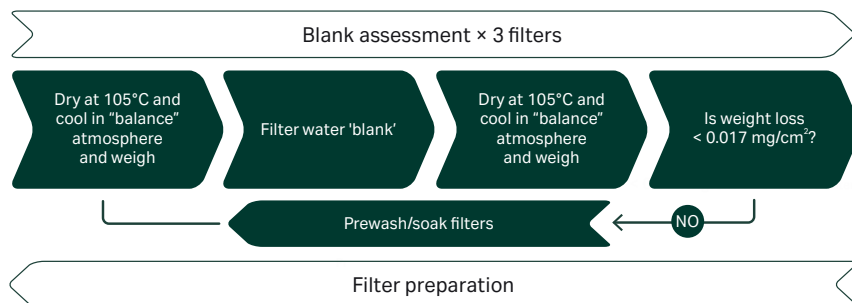 Blank assessment × 3 filters
Dry at 105°C and
cool in “balance”
atmosphere
and weigh
Filter water 'blank'
Dry at 105°C and
cool in “balance”
atmosphere
and weigh
Is weight loss
< 0.017 mg/cm²?
Prewash/soak filters
NO
Filter preparation